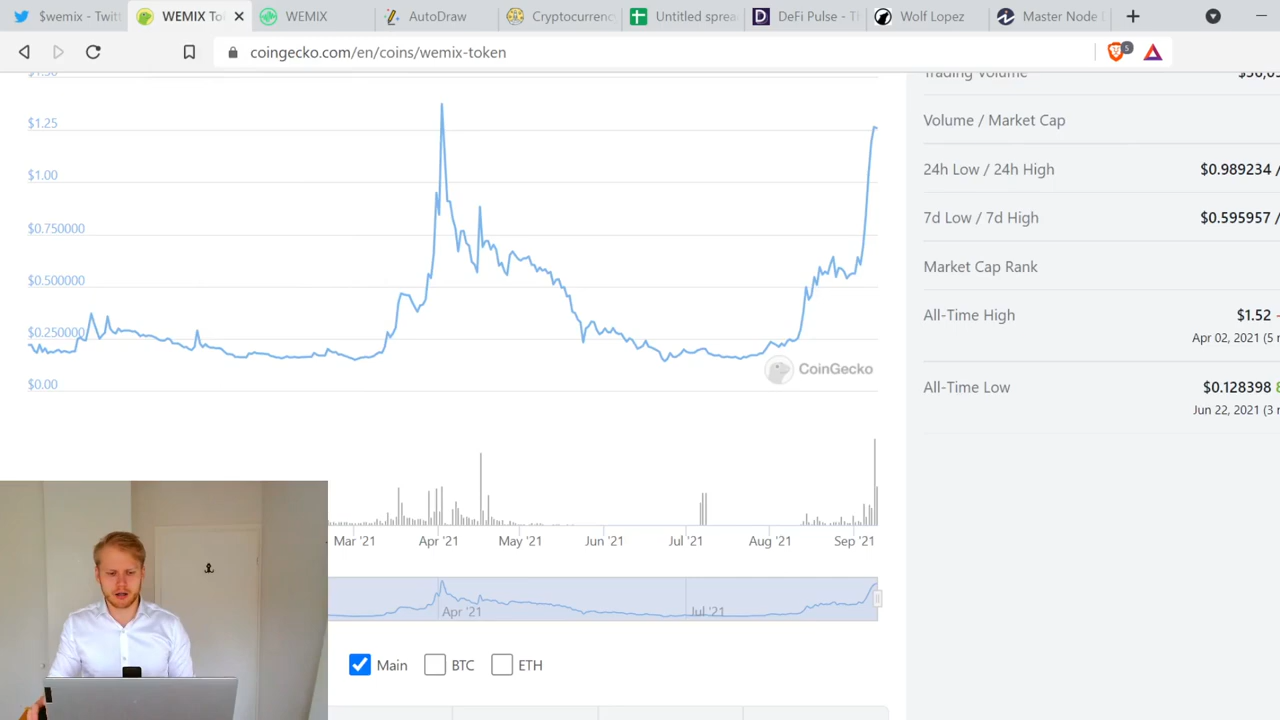 $wemix - Twitt
WEMIX To
WEMIX
AutoDraw
Cryptocurrenc
Untitled sprea
DeFi Pulse - T
Wolf Lopez
Master Node
coingecko.com/en/coins/wemix-token
5
$1.50
$1.25
$1.00
$0.750000
$0.500000
$0.250000
$0.00
CoinGecko
Mar '21
Apr '21
May '21
Jun '21
Jul '21
Aug '21
Sep '21
Apr '21
Jul '21
Main
BTC
ETH
Trading Volume
Volume / Market Cap
24h Low / 24h High
$0.989234 /
7d Low / 7d High
$0.595957 /
Market Cap Rank
All-Time High
$1.52
Apr 02, 2021 (5
All-Time Low
$0.128398
Jun 22, 2021 (3